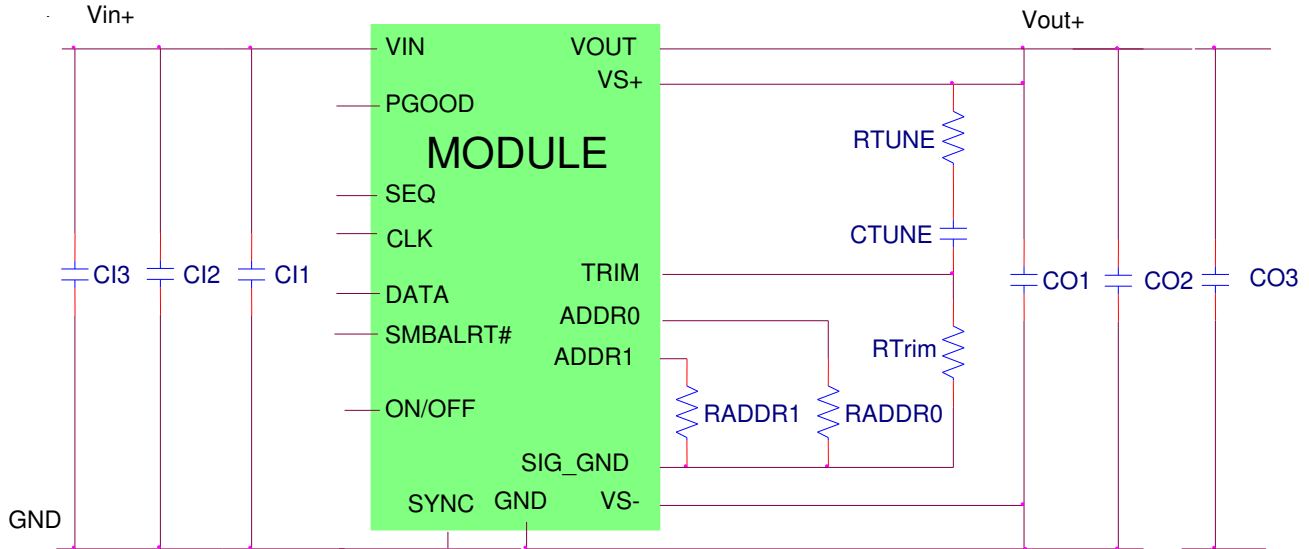 Vin+
Vout+
VIN
VOUT
VS+
PGOOD
MODULE
RTUNE
SEQ
CLK
CTUNE
CI3
CI2
CI1
TRIM
CO1
CO2
CO3
DATA
ADDR0
SMBALRT#
ADDR1
RTrim
ON/OFF
RADDR1
RADDR0
SIG_GND
SYNC
GND
VS-
GND